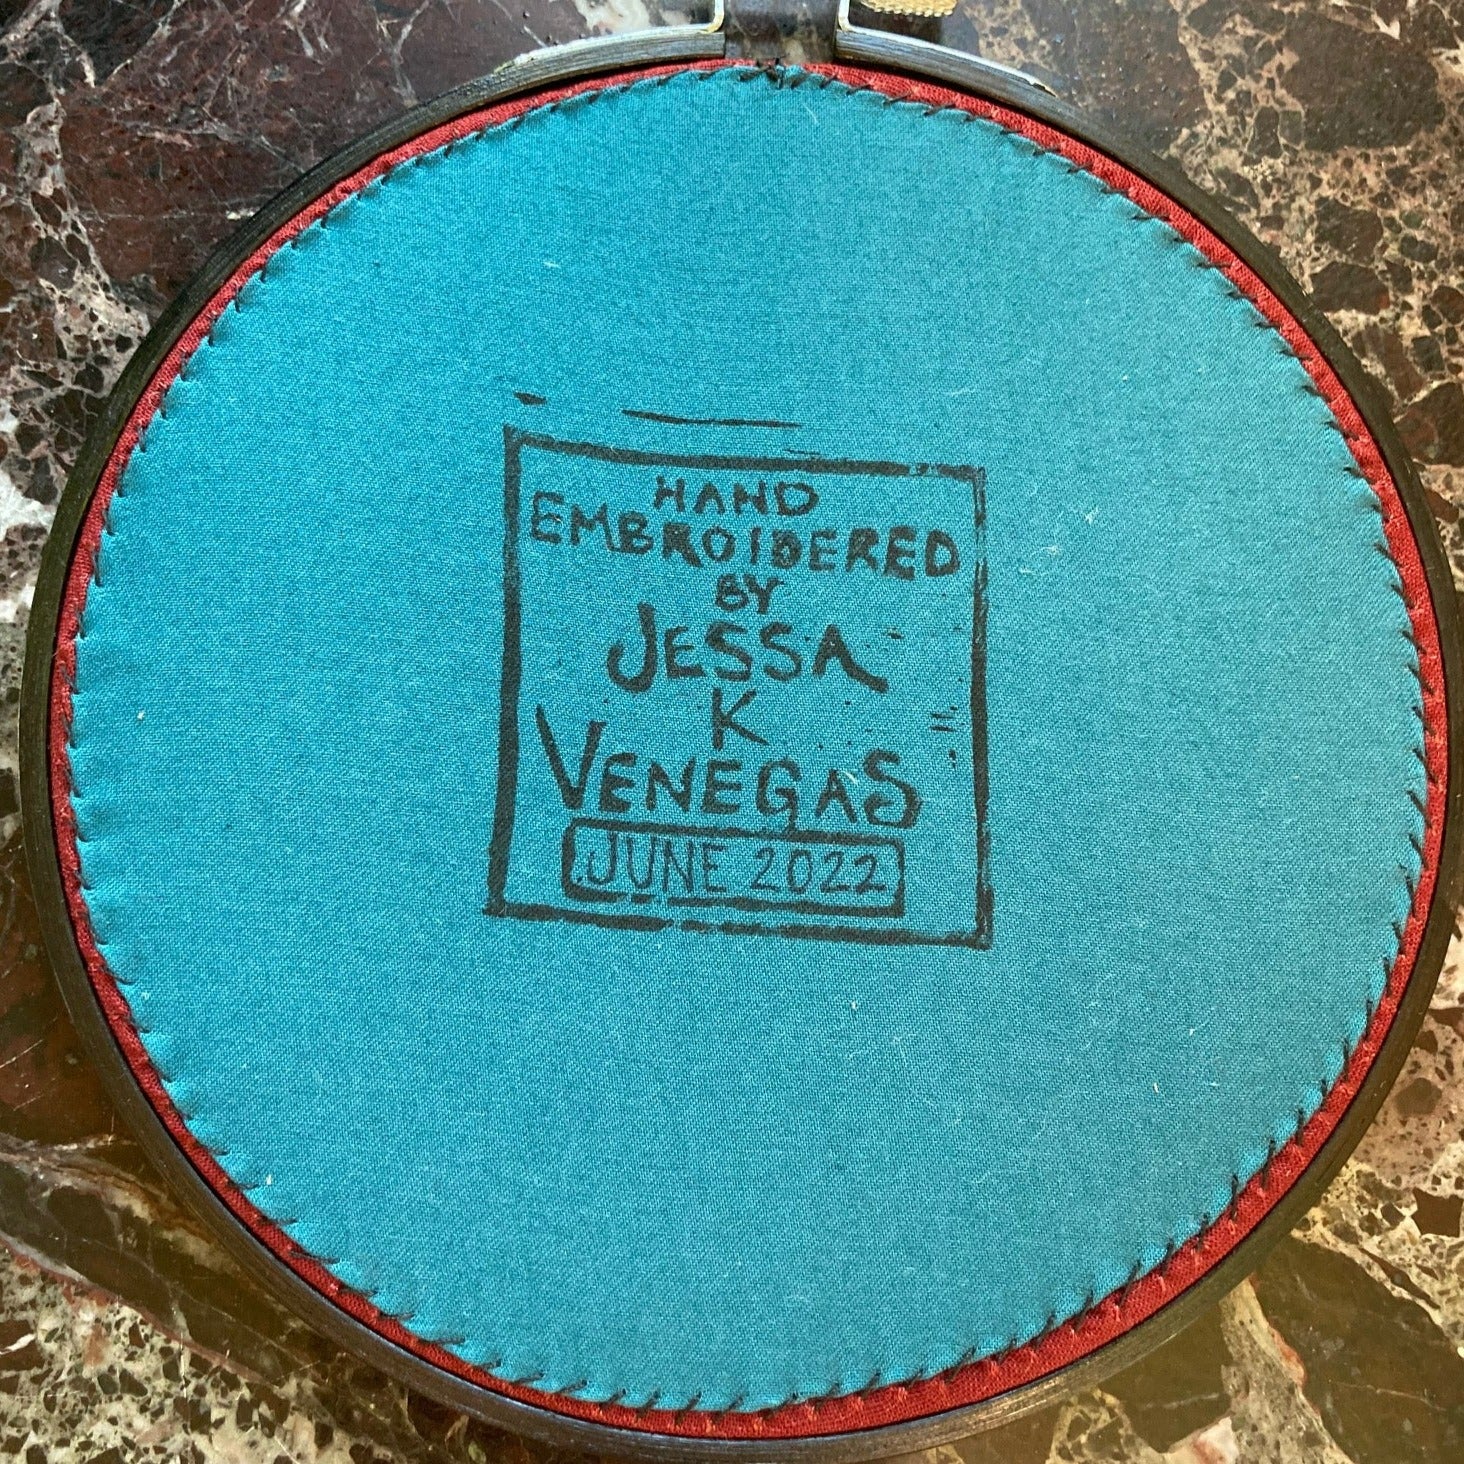 HAND
EMBROIDERED
BY
JESSA
K
VENEGAS
JUNE 2022